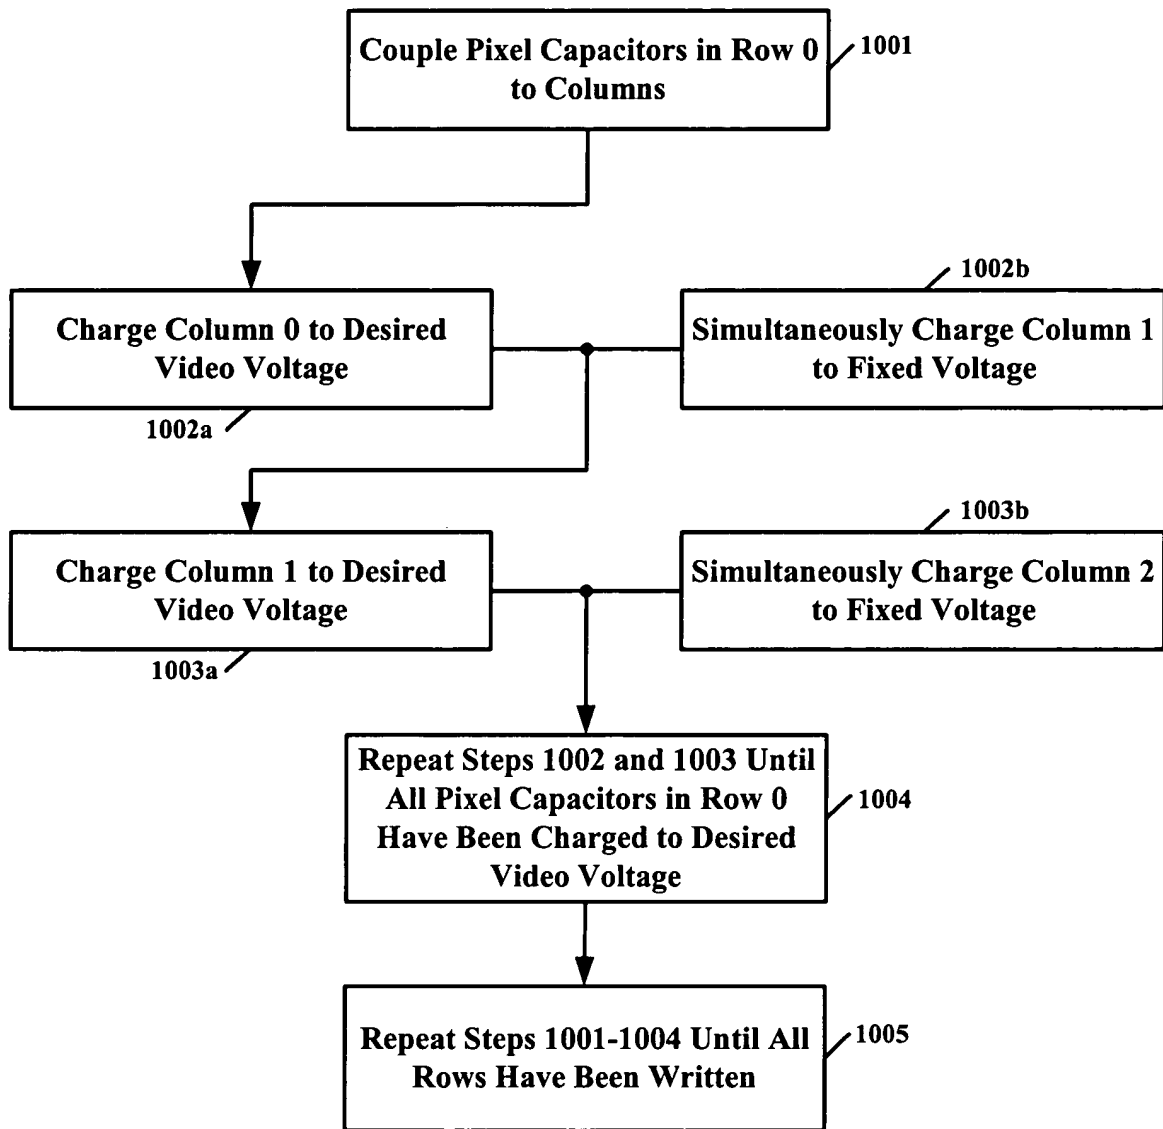 Couple Pixel Capacitors in Row 0
to Columns
1001
1002b
Charge Column 0 to Desired
Video Voltage
Simultaneously Charge Column 1
to Fixed Voltage
1002a
1003b
Charge Column 1 to Desired
Video Voltage
Simultaneously Charge Column 2
to Fixed Voltage
1003a
Repeat Steps 1002 and 1003 Until
All Pixel Capacitors in Row 0
Have Been Charged to Desired
Video Voltage
1004
Repeat Steps 1001-1004 Until All
Rows Have Been Written
1005